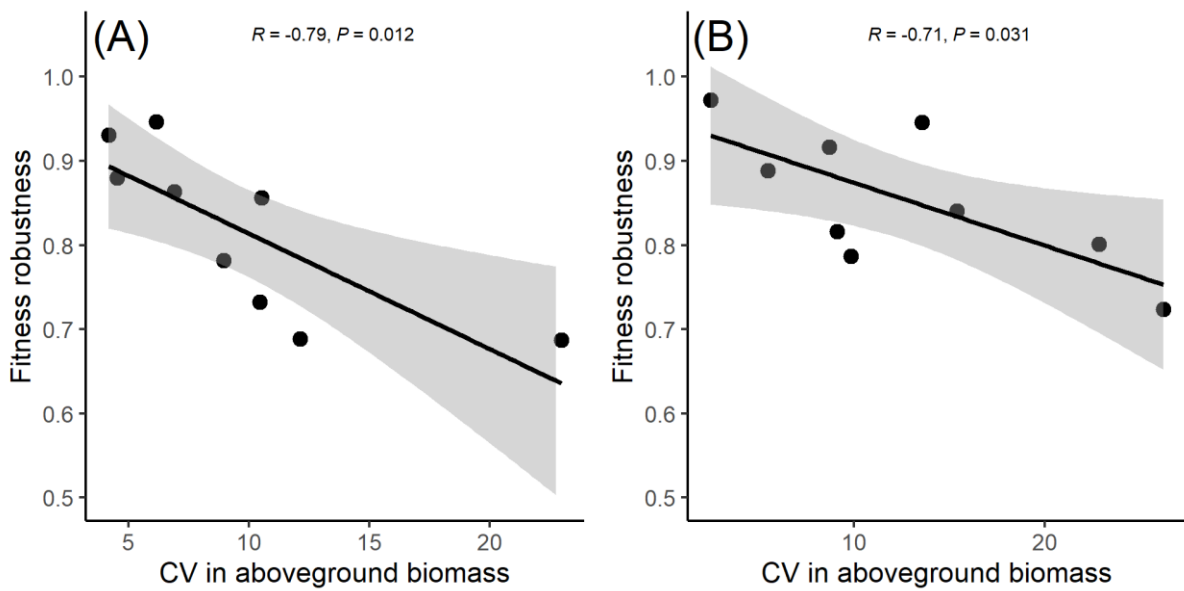 (A)
R = -0.79, P = 0.012
Fitness robustness
1.0
0.9
0.8
0.7
0.6
0.5
5 10 15 20
CV in aboveground biomass
(B)
R = -0.71, P = 0.031
Fitness robustness
1.0
0.9
0.8
0.7
0.6
0.5
10 20
CV in aboveground biomass